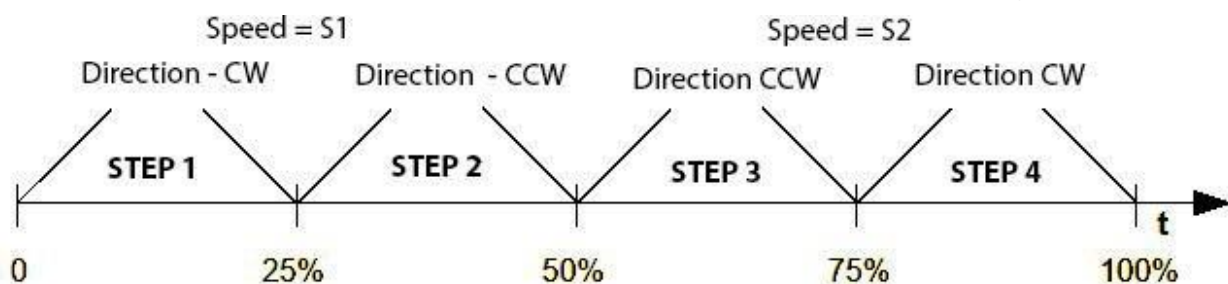 Speed = S1 Speed = S2
Direction - CW Direction - CCW Direction CCW Direction CW
STEP 1 STEP 2 STEP 3 STEP 4
t
0 25% 50% 75% 100%